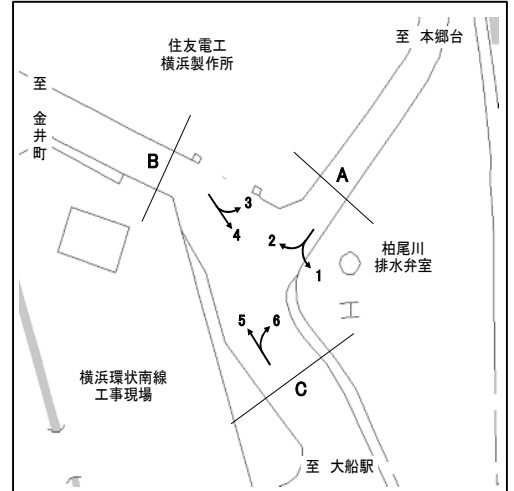 住友電工
横浜製作所
至 本郷台
至
金
井
町
B
A
3
4
2
1
柏尾川
排水弁室
5
6
横浜環状南線
工事現場
C
至 大船駅